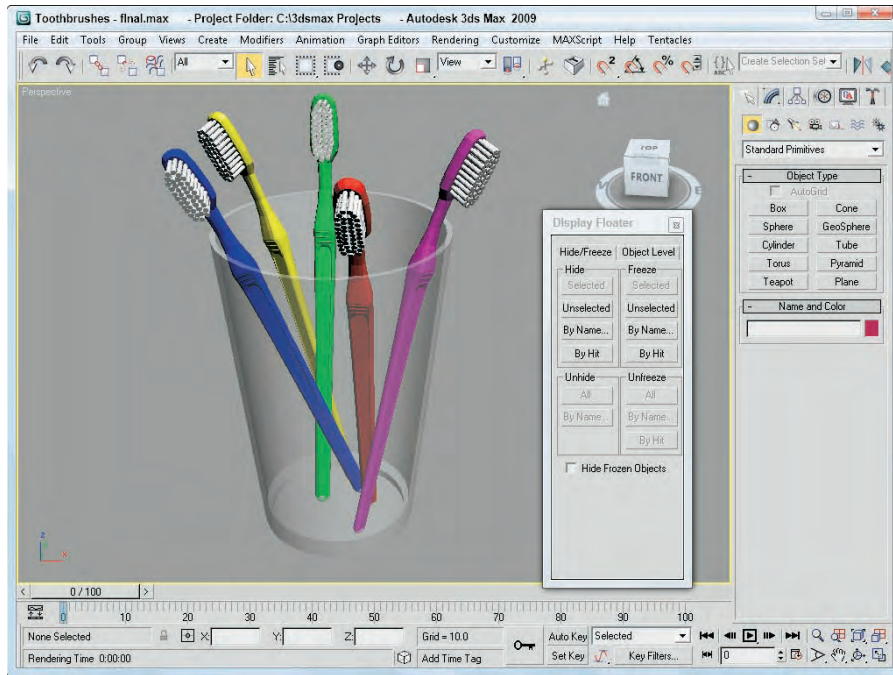 Toothbrushes - final.max - Project Folder: C:\3dsmax Projects - Autodesk 3ds Max 2009
File Edit Tools Group Views Create Modifiers Animation Graph Editors Rendering Customize MAXScript Help Tentacles
All View Create Selection Set
Perspective
TOP
FRONT
E
Standard Primitives
- Object Type
AutoGrid
Box Cone
Sphere GeoSphere
Cylinder Tube
Torus Pyramid
Teapot Plane
- Name and Color
Display Floater
Hide/Freeze Object Level
Hide Freeze
Selected Selected
Unselected Unselected
By Name... By Name...
By Hit By Hit
Unhide Unfreeze
All All
By Name... By Name...
By Hit
Hide Frozen Objects
z
x
< 0 / 100 >
0 10 20 30 40 50 60 70 80 90 100
None Selected X: Y: Z: Grid = 10.0 Auto Key Selected
Rendering Time 0:00:00 Add Time Tag Set Key Key Filters... 0